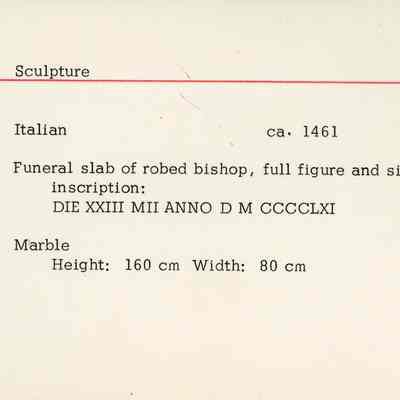 Sculpture
Italian ca. 1461
Funeral slab of robed bishop, full figure and si
inscription:
DIE XXIII MII ANNO D M CCCCLXI
Marble
Height: 160 cm Width: 80 cm